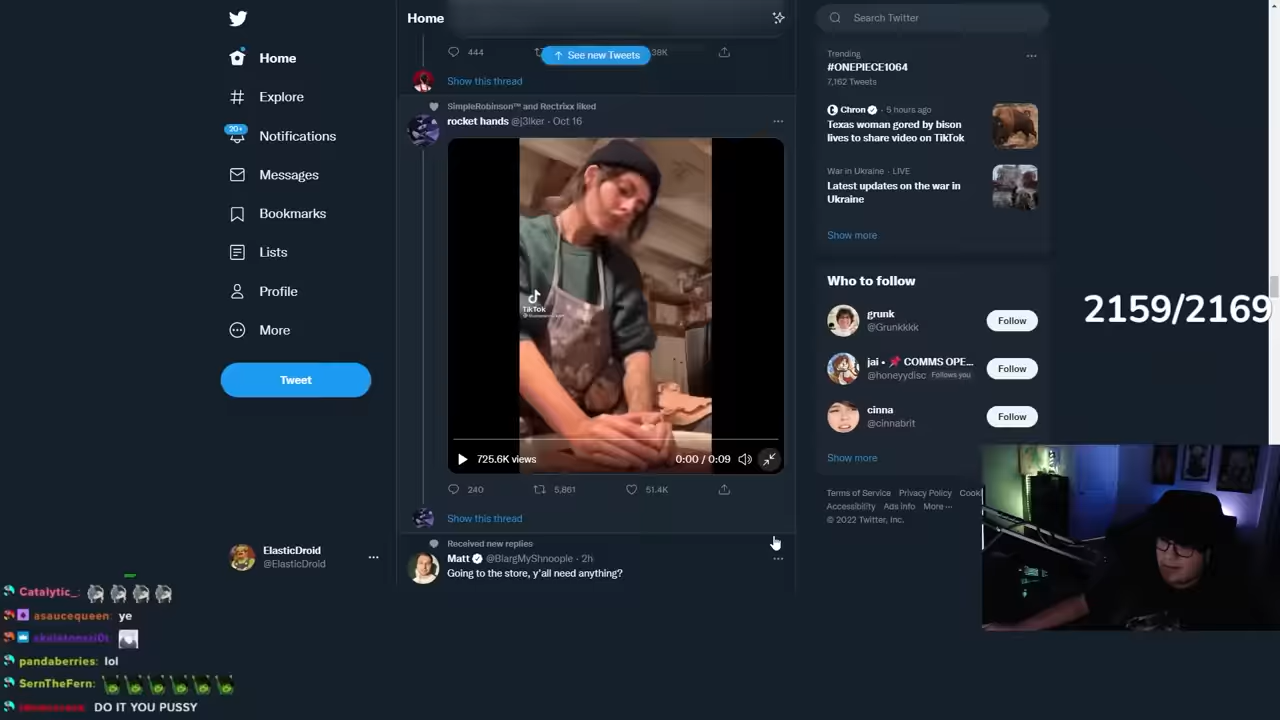 Home
Explore
20+
Notifications
Messages
Bookmarks
Lists
Profile
More
Tweet
ElasticDroid
@ElasticDroid
Home
See new Tweets
444
38K
Show this thread
SimpleRobinson™ and Rectrixx liked
rocket hands @j3lker · Oct 16
TikTok
725.6K views
0:00 / 0:09
240
5,861
51.4K
Show this thread
Received new replies
Matt @BlargMyShnoople · 2h
Going to the store, y'all need anything?
Search Twitter
Trending
#ONEPIECE1064
7,162 Tweets
Chron · 5 hours ago
Texas woman gored by bison
lives to share video on TikTok
War in Ukraine · LIVE
Latest updates on the war in
Ukraine
Show more
Who to follow
grunk
@Grunkkkk
Follow
jai • 📌 COMMS OPE...
@honeyydisc Follows you
Follow
cinna
@cinnabrit
Follow
Show more
Terms of Service Privacy Policy Cook
Accessibility Ads info More ···
© 2022 Twitter, Inc.
2159/2169
Catalytic_:
asaucequeen: ye
pandaberries: lol
SernTheFern:
DO IT YOU PUSSY